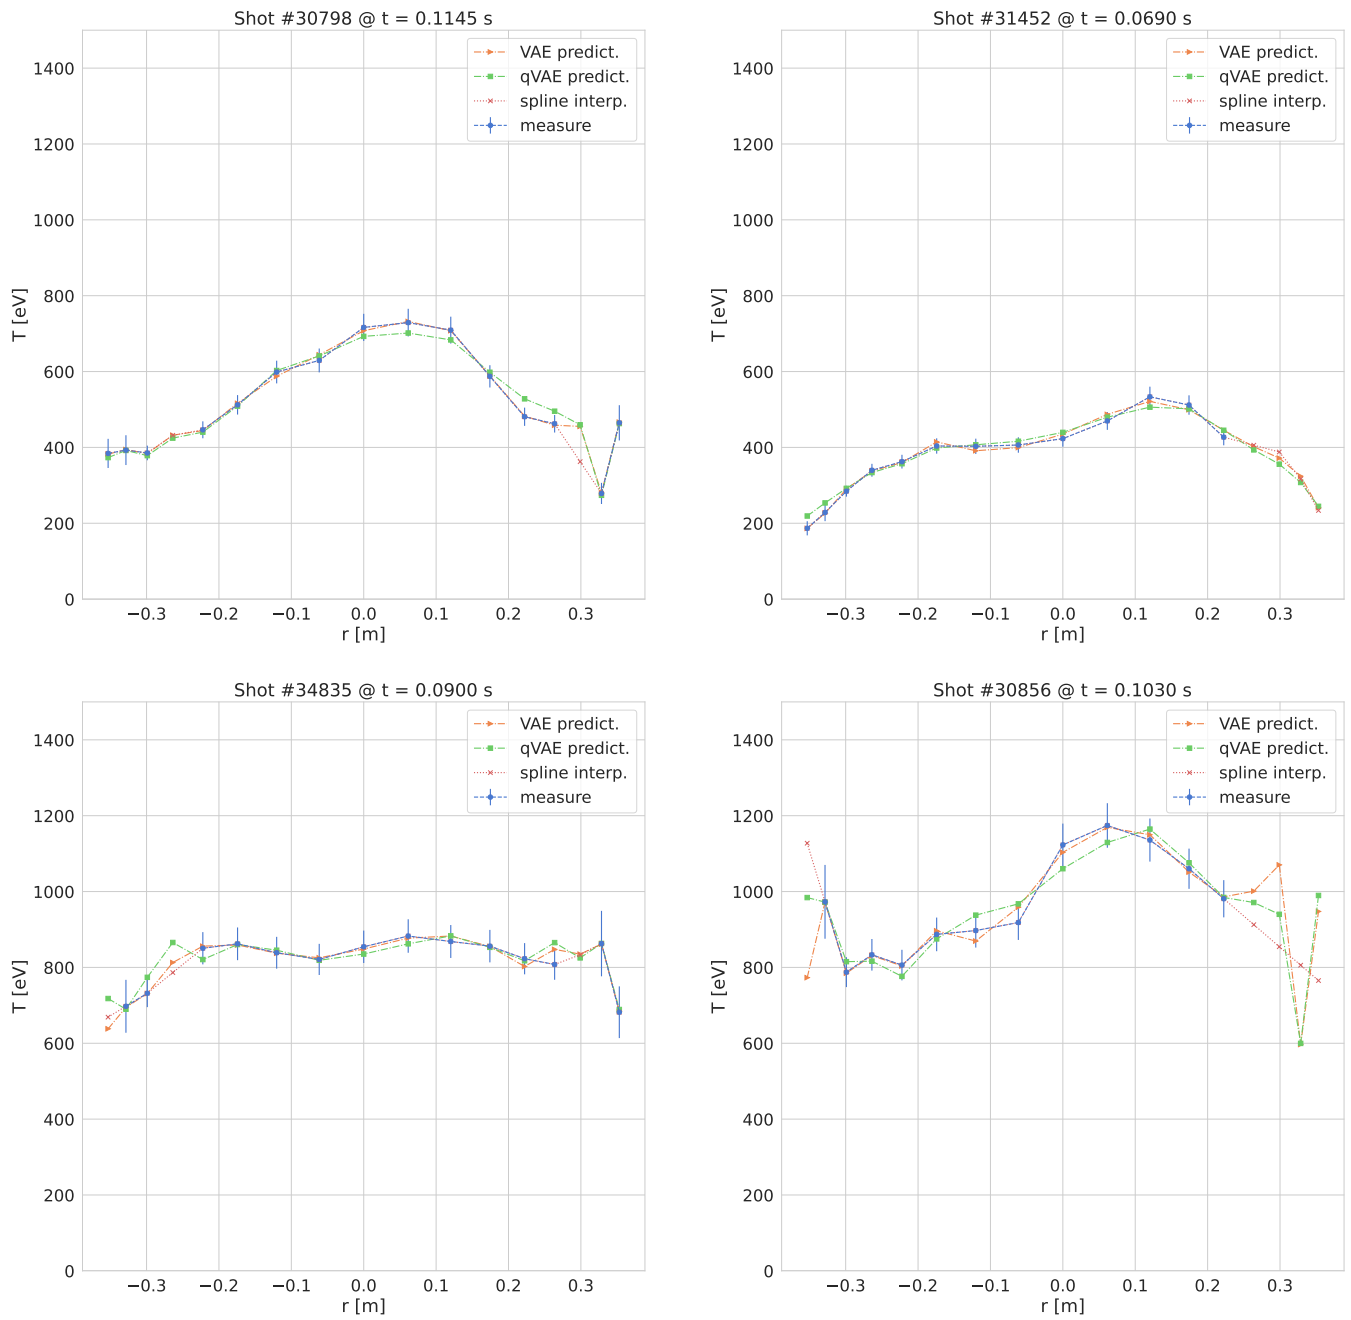 Shot #30798 @ t = 0.1145 s
VAE predict.
qVAE predict.
spline interp.
measure
1400
1200
1000
800
600
400
200
0
T [eV]
−0.3 −0.2 −0.1 0.0 0.1 0.2 0.3
r [m]
Shot #31452 @ t = 0.0690 s
VAE predict.
qVAE predict.
spline interp.
measure
1400
1200
1000
800
600
400
200
0
T [eV]
−0.3 −0.2 −0.1 0.0 0.1 0.2 0.3
r [m]
Shot #34835 @ t = 0.0900 s
VAE predict.
qVAE predict.
spline interp.
measure
1400
1200
1000
800
600
400
200
0
T [eV]
−0.3 −0.2 −0.1 0.0 0.1 0.2 0.3
r [m]
Shot #30856 @ t = 0.1030 s
VAE predict.
qVAE predict.
spline interp.
measure
1400
1200
1000
800
600
400
200
0
T [eV]
−0.3 −0.2 −0.1 0.0 0.1 0.2 0.3
r [m]